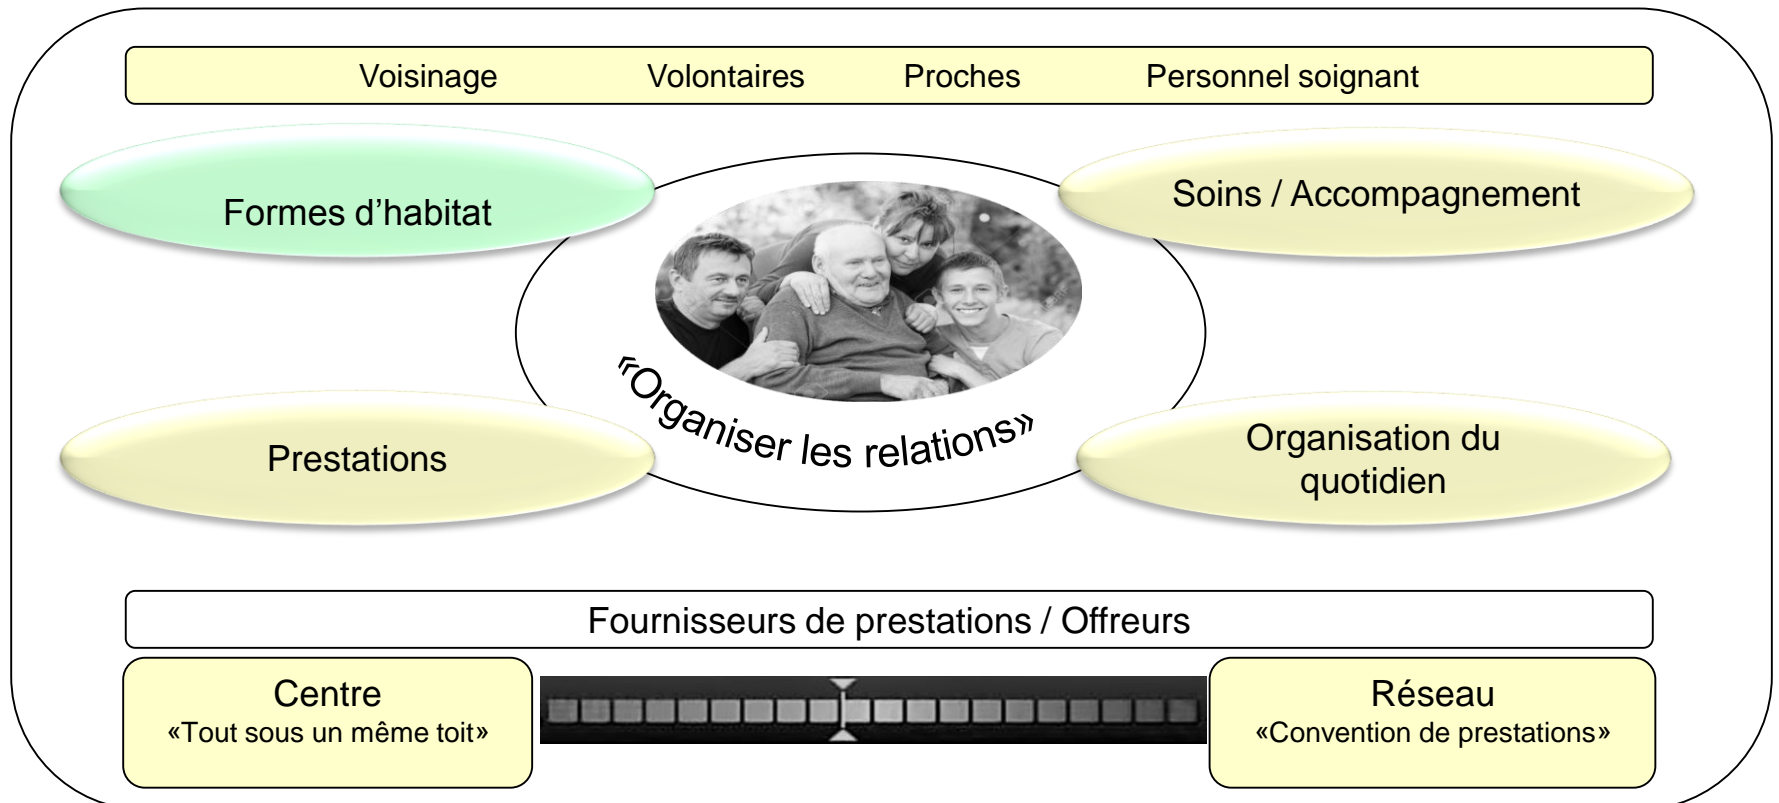 Voisinage Volontaires Proches Personnel soignant
Formes d’habitat
Soins / Accompagnement
«Organiser les relations»
Prestations
Organisation du
quotidien
Fournisseurs de prestations / Offreurs
Centre
«Tout sous un même toit»
Réseau
«Convention de prestations»